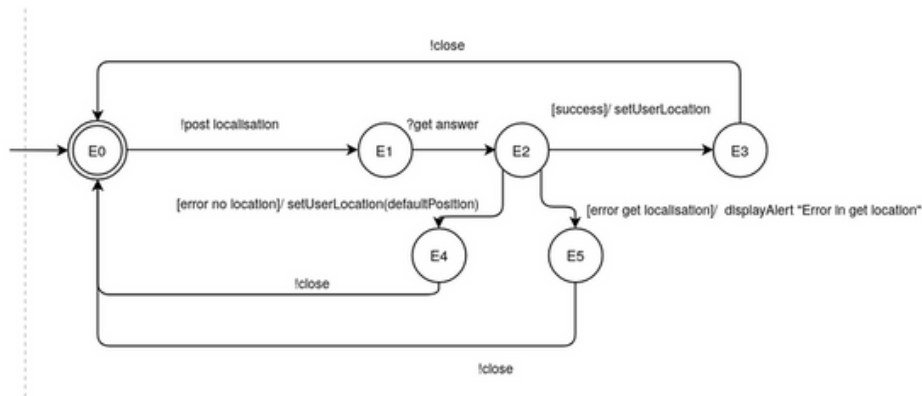 !close
[success]/ setUserLocation
!post localisation
?get answer
E0
E1
E2
E3
[error no location]/ setUserLocation(defaultPosition)
[error get localisation]/ displayAlert "Error in get location"
E4
E5
!close
!close